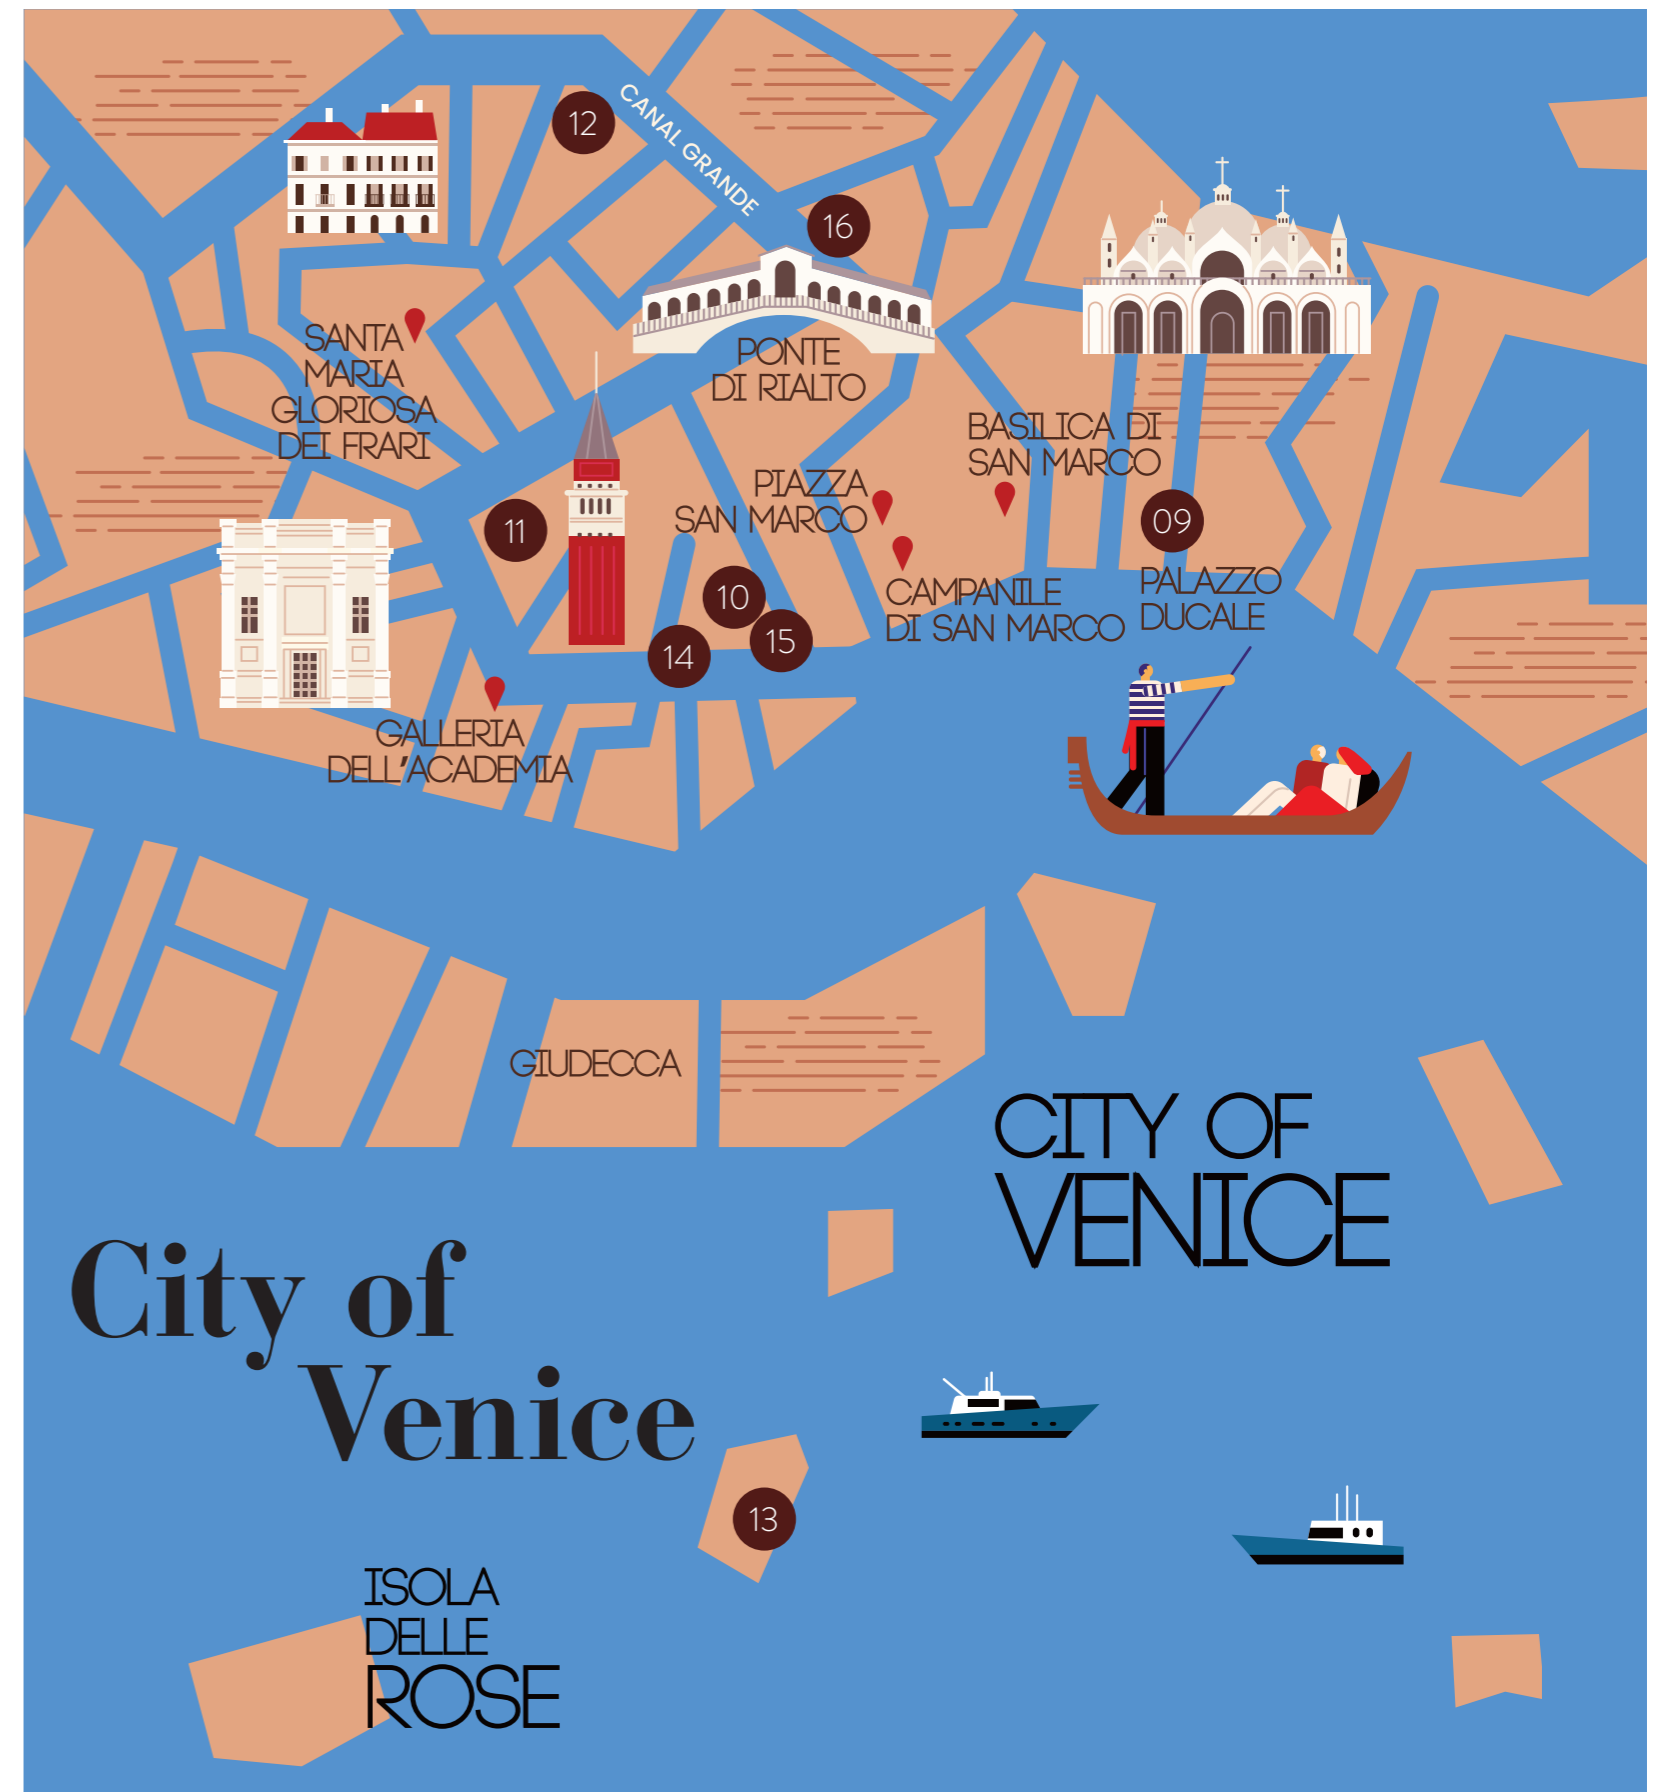 12
CANAL GRANDE
16
SANTA
MARIA
GLORIOSA
DEI FRARI
PONTE
DI RIALTO
BASILICA DI
SAN MARCO
PIAZZA
SAN MARCO
11
09
CAMPANILE
DI SAN MARCO
PALAZZO
DUCALE
10
15
14
GALLERIA
DELL'ACADEMIA
GIUDECCA
CITY OF
VENICE
City of
Venice
13
ISOLA
DELLE
ROSE